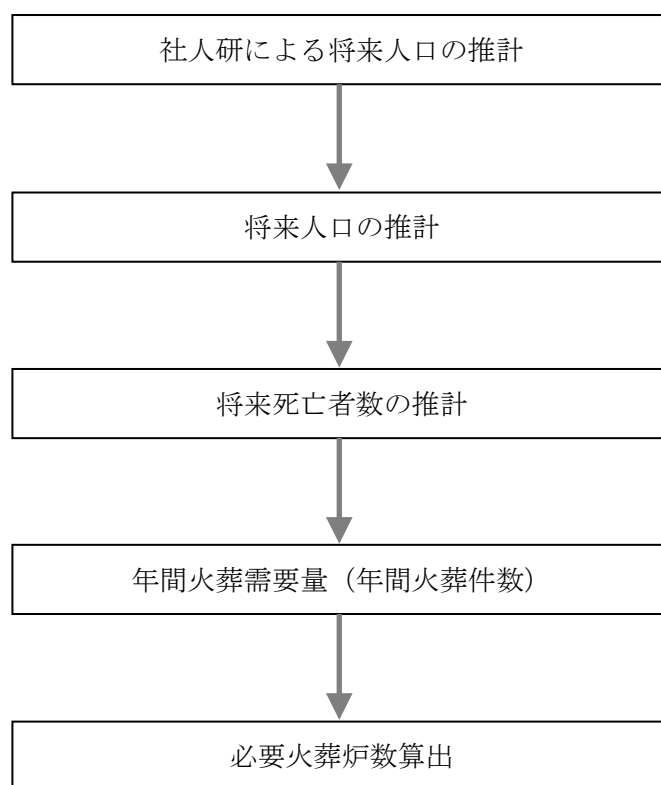 社人研による将来人口の推計
将来人口の推計
将来死亡者数の推計
年間火葬需要量（年間火葬件数）
必要火葬炉数算出